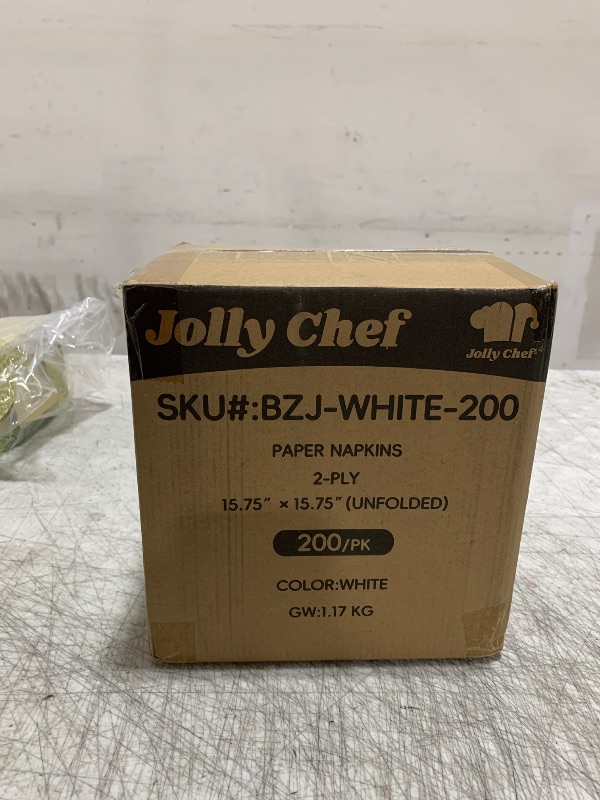 Jolly Chef
Jolly Chef®
SKU#:BZJ-WHITE-200
PAPER NAPKINS
2-PLY
15.75" × 15.75" (UNFOLDED)
200/PK
COLOR:WHITE
GW:1.17 KG